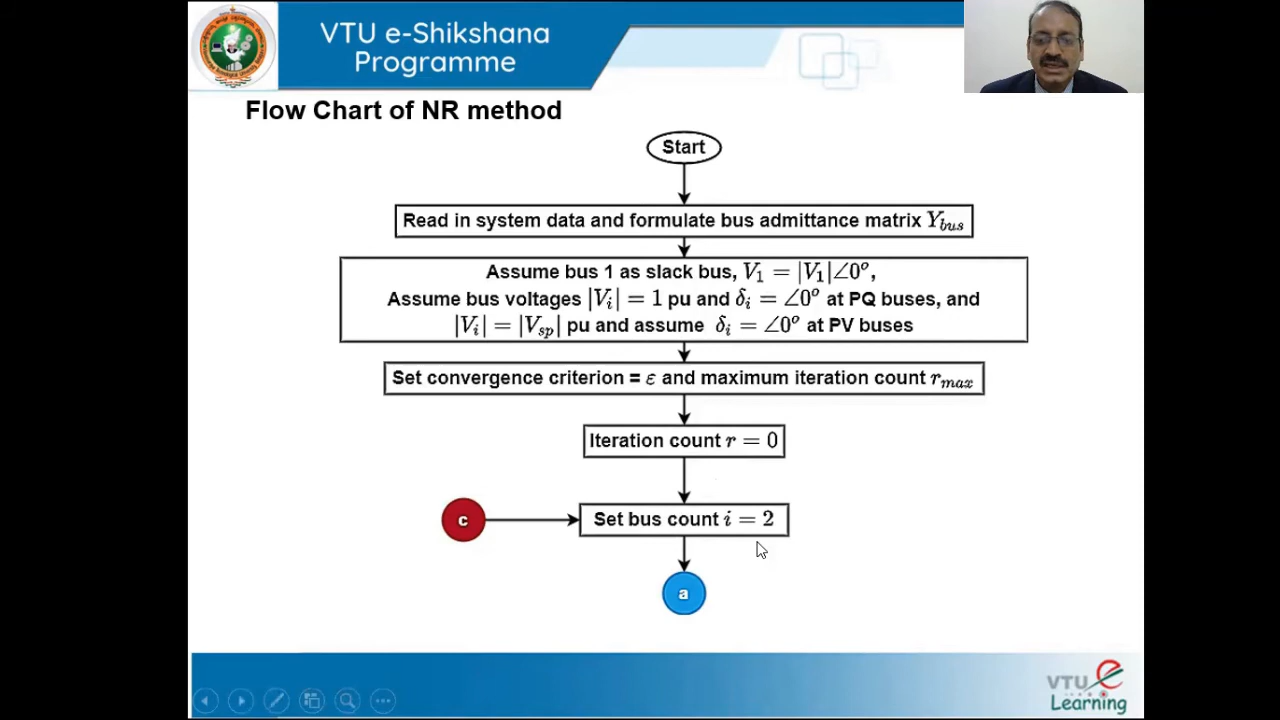 VTU e-Shikshana
Programme
Flow Chart of NR method
Start
Read in system data and formulate bus admittance matrix Y_bus
Assume bus 1 as slack bus, V_1 = |V_1|∠0°,
Assume bus voltages |V_i| = 1 pu and δ_i = ∠0° at PQ buses, and
|V_i| = |V_sp| pu and assume δ_i = ∠0° at PV buses
Set convergence criterion = ε and maximum iteration count r_max
Iteration count r = 0
c
Set bus count i = 2
a
VTU e
Learning